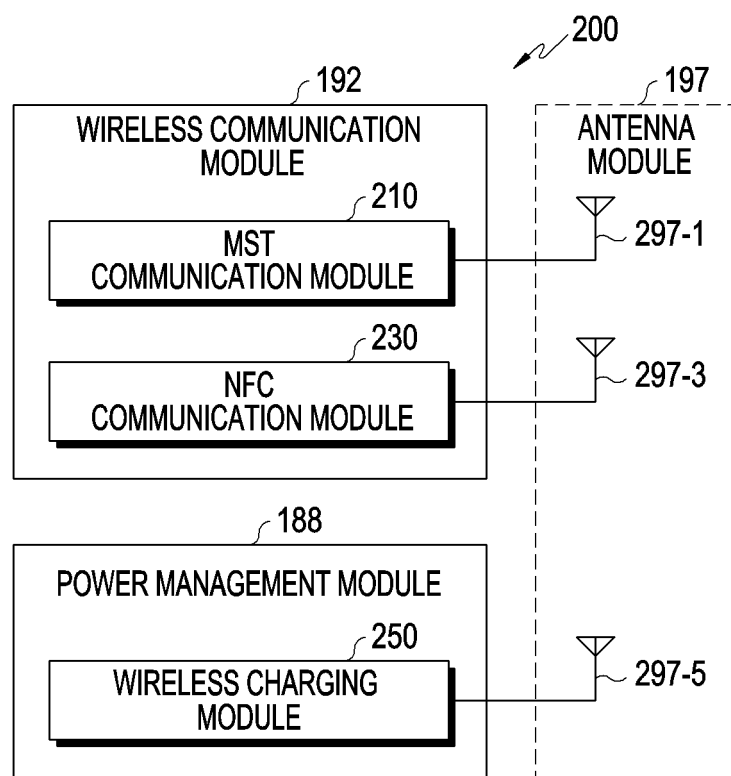 200
192
197
WIRELESS COMMUNICATION
MODULE
ANTENNA
MODULE
210
MST
COMMUNICATION MODULE
297-1
230
NFC
COMMUNICATION MODULE
297-3
188
POWER MANAGEMENT MODULE
250
WIRELESS CHARGING
MODULE
297-5